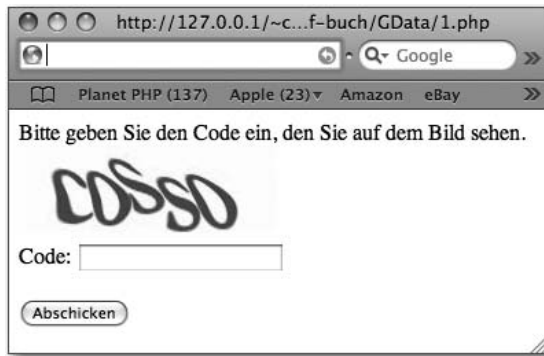 http://127.0.0.1/~c...f-buch/GData/1.php
Google
Planet PHP (137) Apple (23) Amazon eBay
Bitte geben Sie den Code ein, den Sie auf dem Bild sehen.
Code:
Abschicken